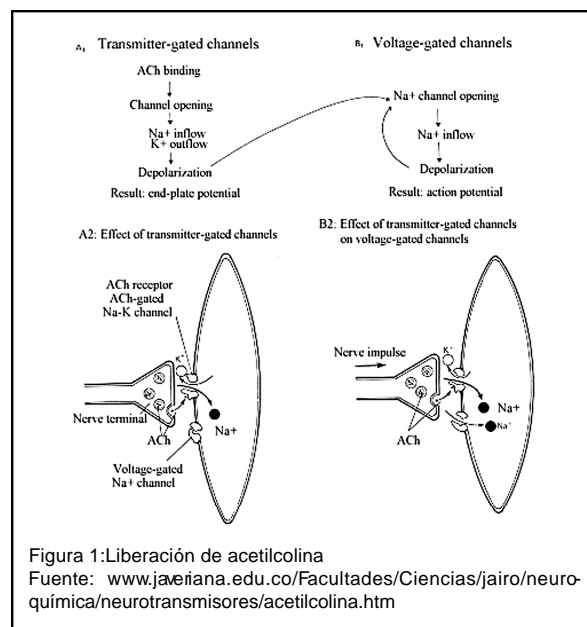 A1 Transmitter-gated channels
ACh binding
Channel opening
Na+ inflow
K+ outflow
Depolarization
Result: end-plate potential
B1 Voltage-gated channels
Na+ channel opening
Na+ inflow
Depolarization
Result: action potential
A2: Effect of transmitter-gated channels
ACh receptor
ACh-gated
Na-K channel
K+
Nerve terminal
ACh
Na+
Voltage-gated
Na+ channel
B2: Effect of transmitter-gated channels
on voltage-gated channels
Nerve impulse
K+
ACh
Na+
Na+
Figura 1:Liberación de acetilcolina
Fuente: www.javeriana.edu.co/Facultades/Ciencias/jairo/neuro-
química/neurotransmisores/acetilcolina.htm